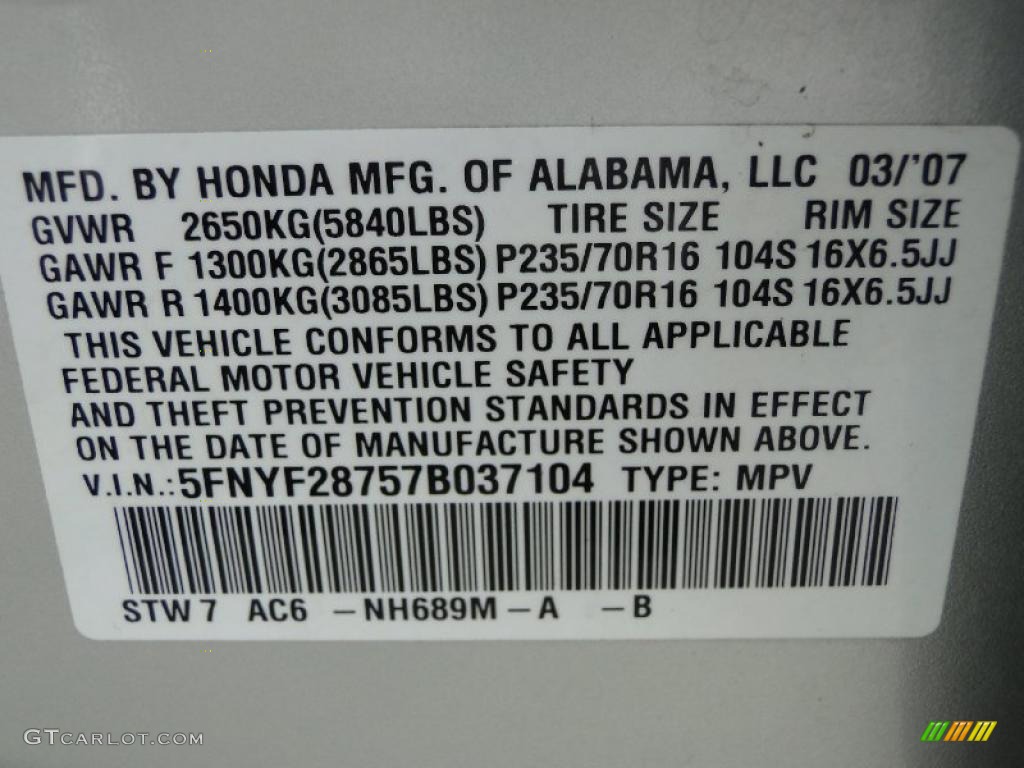 MFD. BY HONDA MFG. OF ALABAMA, LLC 03/'07
GVWR 2650KG(5840LBS) TIRE SIZE RIM SIZE
GAWR F 1300KG(2865LBS) P235/70R16 104S 16X6.5JJ
GAWR R 1400KG(3085LBS) P235/70R16 104S 16X6.5JJ
THIS VEHICLE CONFORMS TO ALL APPLICABLE
FEDERAL MOTOR VEHICLE SAFETY
AND THEFT PREVENTION STANDARDS IN EFFECT
ON THE DATE OF MANUFACTURE SHOWN ABOVE.
V.I.N.: 5FNYF28757B037104 TYPE: MPV
STW 7 AC6 – NH689M – A – B
GTCARLOT.COM